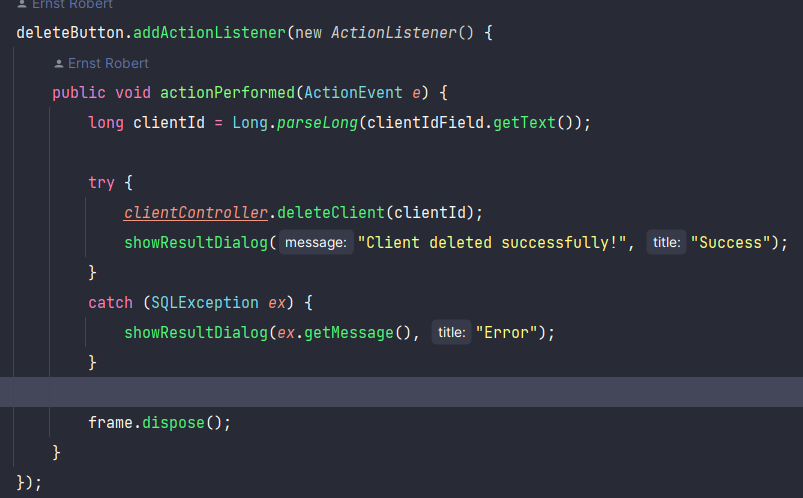 Ernst Robert
deleteButton.addActionListener(new ActionListener() {
Ernst Robert
public void actionPerformed(ActionEvent e) {
long clientId = Long.parseLong(clientIdField.getText());
try {
clientController.deleteClient(clientId);
showResultDialog( message: "Client deleted successfully!", title: "Success");
}
catch (SQLException ex) {
showResultDialog(ex.getMessage(), title: "Error");
}
frame.dispose();
}
});